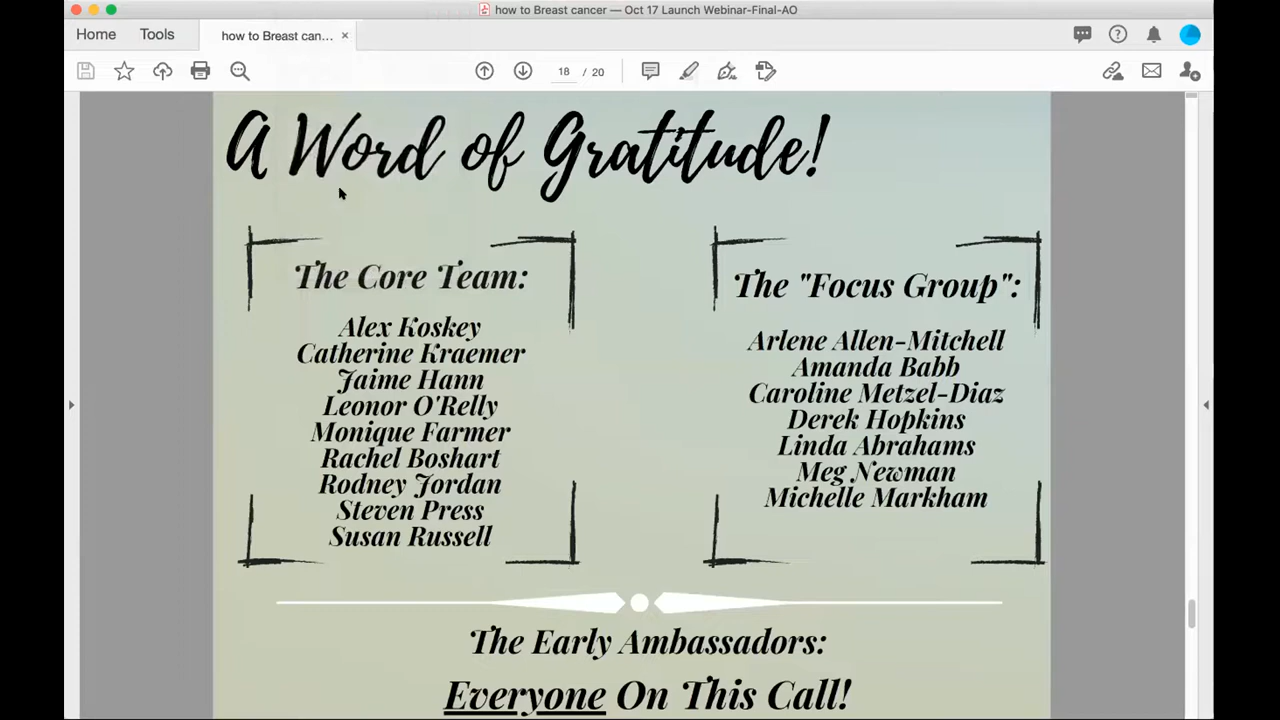 how to Breast cancer — Oct 17 Launch Webinar-Final-AO
Home
Tools
how to Breast can...
18 / 20
A Word of Gratitude!
The Core Team:
Alex Koskey
Catherine Kraemer
Jaime Hann
Leonor O'Relly
Monique Farmer
Rachel Boshart
Rodney Jordan
Steven Press
Susan Russell
The "Focus Group":
Arlene Allen-Mitchell
Amanda Babb
Caroline Metzel-Diaz
Derek Hopkins
Linda Abrahams
Meg Newman
Michelle Markham
The Early Ambassadors:
Everyone On This Call!